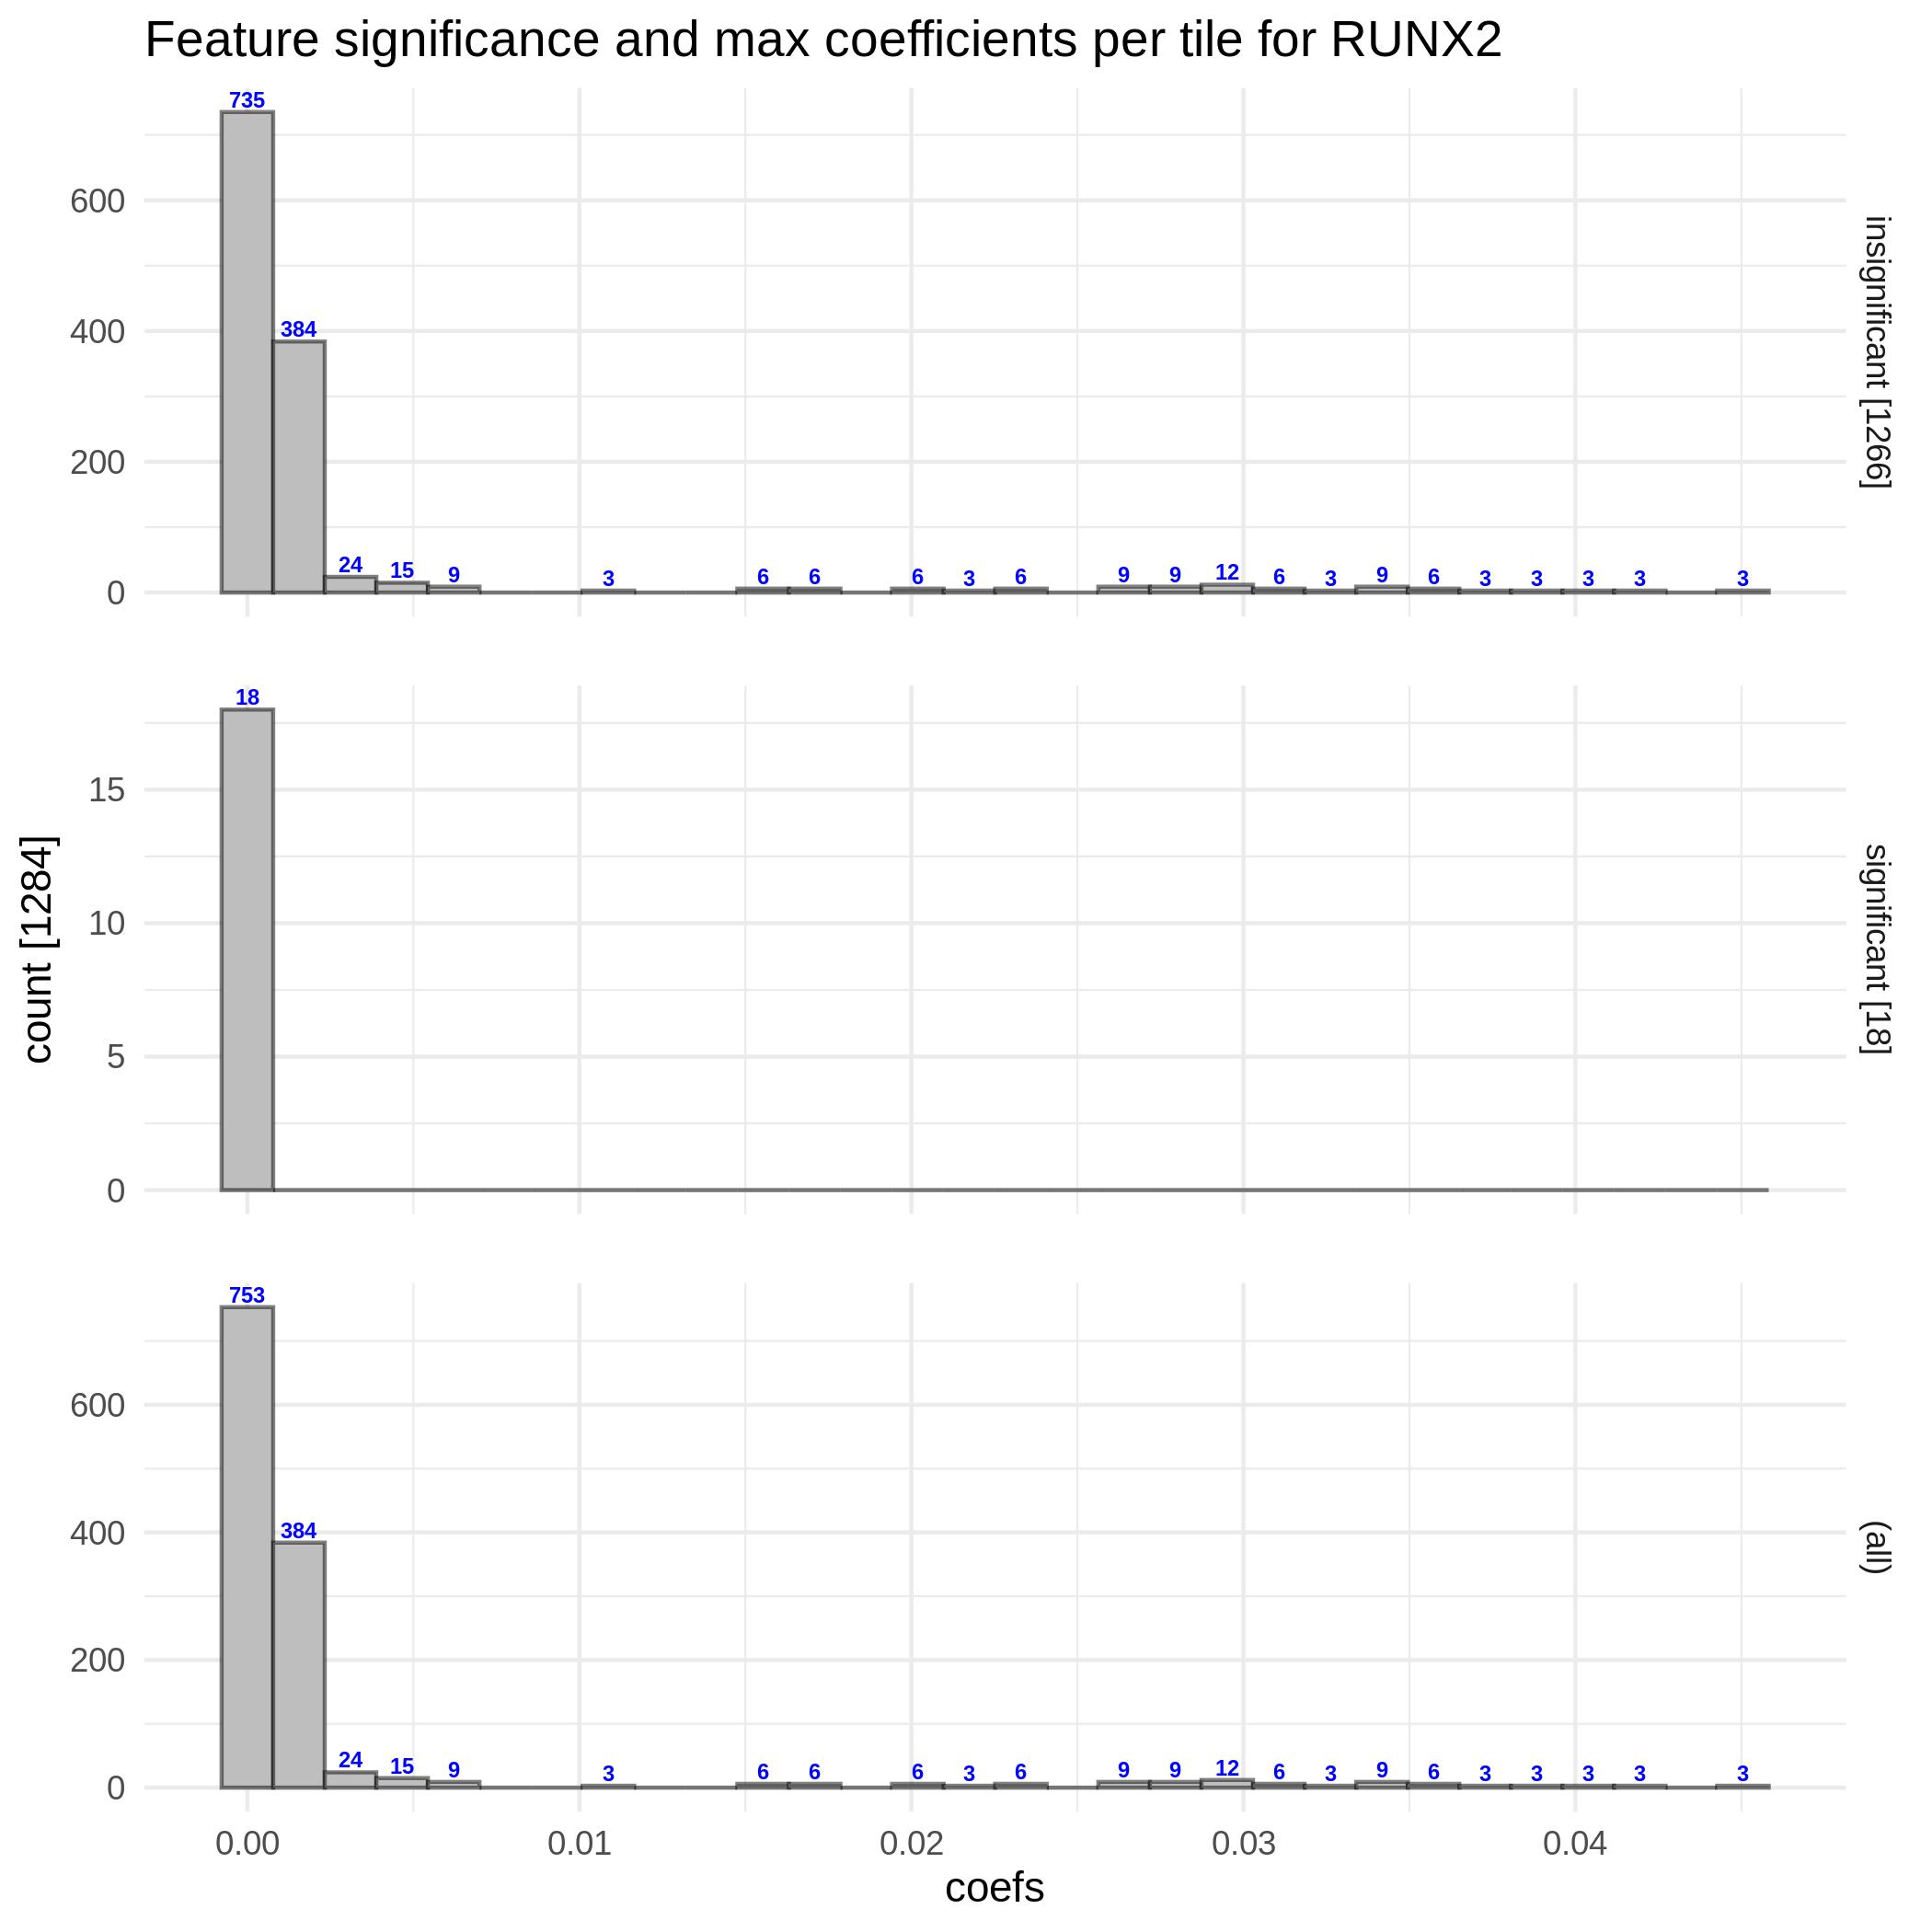 Feature significance and max coefficients per tile for RUNX2
735
600
400
384
200
24 15 9 3 6 6 6 3 6 9 9 12 6 3 9 6 3 3 3 3 3
0
insignificant [1266]
18
15
10
5
0
significant [18]
count [1284]
753
600
400
384
200
24 15 9 3 6 6 6 3 6 9 9 12 6 3 9 6 3 3 3 3 3
0
(all)
0.00 0.01 0.02 0.03 0.04
coefs